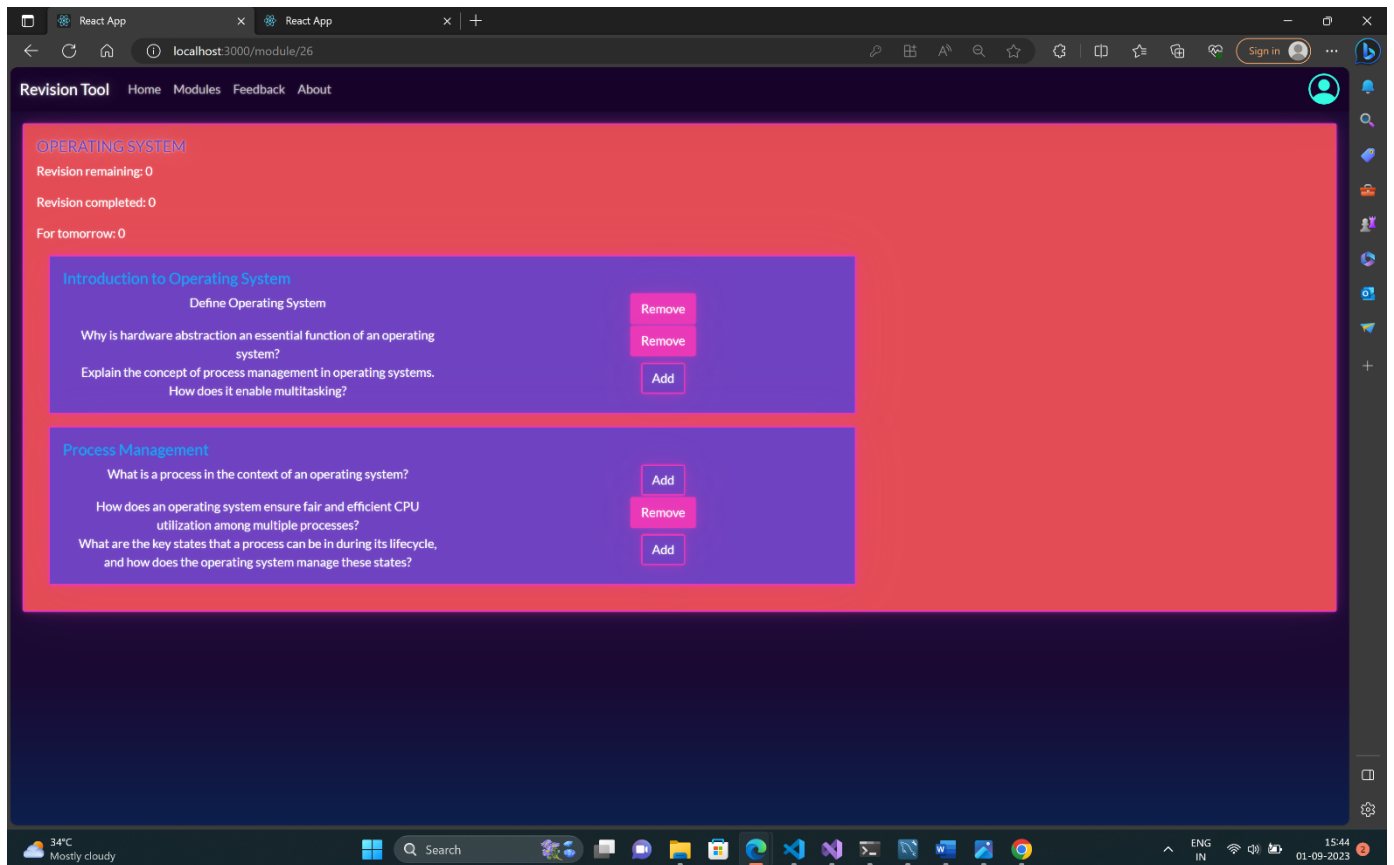 React App
React App
localhost:3000/module/26
Sign in
Revision Tool Home Modules Feedback About
OPERATING SYSTEM
Revision remaining: 0
Revision completed: 0
For tomorrow: 0
Introduction to Operating System
Define Operating System
Remove
Why is hardware abstraction an essential function of an operating
system?
Remove
Explain the concept of process management in operating systems.
How does it enable multitasking?
Add
Process Management
What is a process in the context of an operating system?
Add
How does an operating system ensure fair and efficient CPU
utilization among multiple processes?
Remove
What are the key states that a process can be in during its lifecycle,
and how does the operating system manage these states?
Add
34°C
Mostly cloudy
Search
ENG
IN
15:44
01-09-2023
2